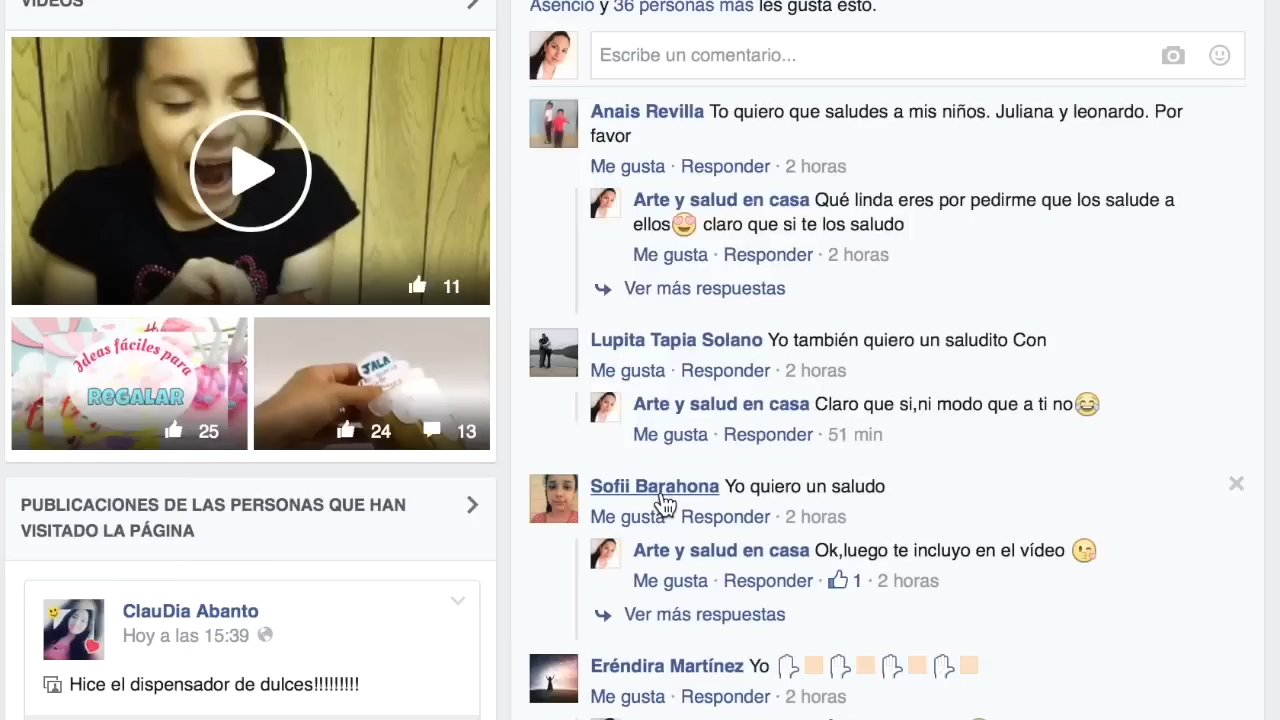 VIDEOS
11
Ideas fáciles para
REGALAR
25
JALA
24
13
PUBLICACIONES DE LAS PERSONAS QUE HAN
VISITADO LA PÁGINA
ClauDia Abanto
Hoy a las 15:39
Hice el dispensador de dulces!!!!!!!!!
Asencio y 36 personas más les gusta esto.
Escribe un comentario...
Anais Revilla To quiero que saludes a mis niños. Juliana y leonardo. Por
favor
Me gusta · Responder · 2 horas
Arte y salud en casa Qué linda eres por pedirme que los salude a
ellos😍 claro que si te los saludo
Me gusta · Responder · 2 horas
Ver más respuestas
Lupita Tapia Solano Yo también quiero un saludito Con
Me gusta · Responder · 2 horas
Arte y salud en casa Claro que si,ni modo que a ti no😂
Me gusta · Responder · 51 min
Sofii Barahona Yo quiero un saludo
Me gusta · Responder · 2 horas
Arte y salud en casa Ok,luego te incluyo en el vídeo 😘
Me gusta · Responder · 1 · 2 horas
Ver más respuestas
Eréndira Martínez Yo
Me gusta · Responder · 2 horas